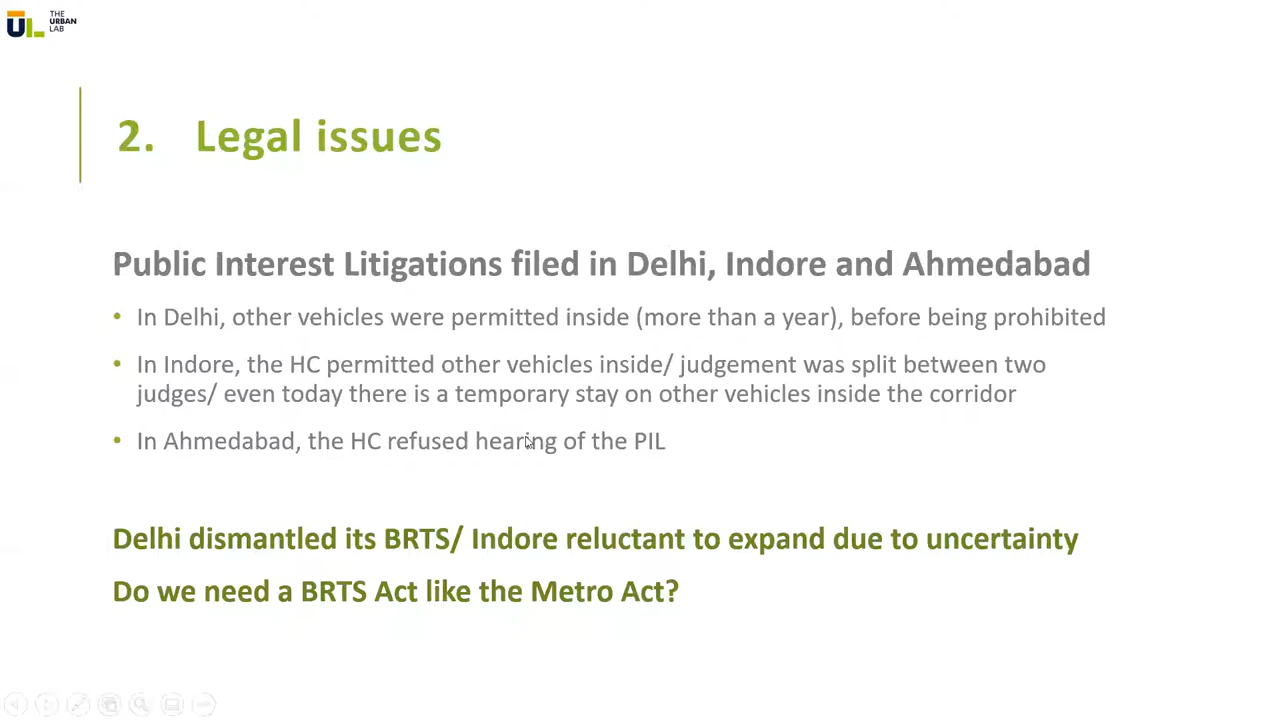 UL THE
URBAN
LAB
2. Legal issues
Public Interest Litigations filed in Delhi, Indore and Ahmedabad
• In Delhi, other vehicles were permitted inside (more than a year), before being prohibited
• In Indore, the HC permitted other vehicles inside/ judgement was split between two
judges/ even today there is a temporary stay on other vehicles inside the corridor
• In Ahmedabad, the HC refused hearing of the PIL
Delhi dismantled its BRTS/ Indore reluctant to expand due to uncertainty
Do we need a BRTS Act like the Metro Act?